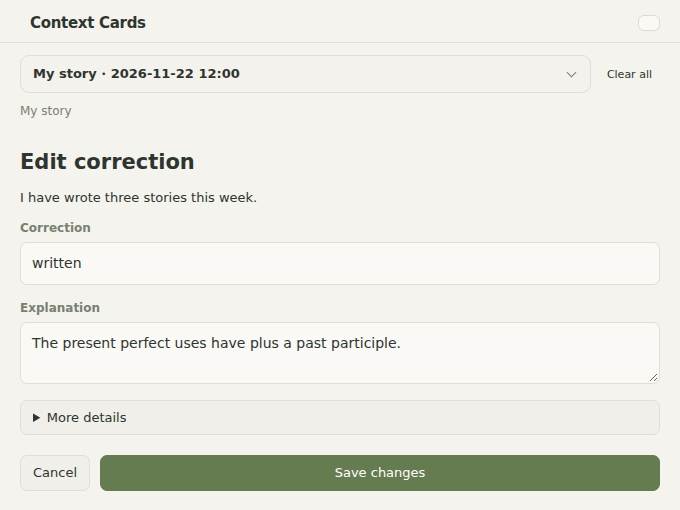 Context Cards
My story · 2026-11-22 12:00
Clear all
My story
Edit correction
I have wrote three stories this week.
Correction
written
Explanation
The present perfect uses have plus a past participle.
More details
Cancel
Save changes